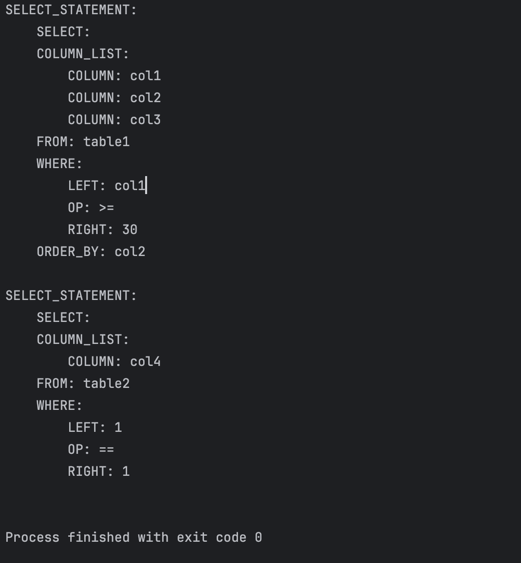 SELECT_STATEMENT:
    SELECT:
    COLUMN_LIST:
        COLUMN: col1
        COLUMN: col2
        COLUMN: col3
    FROM: table1
    WHERE:
        LEFT: col1
        OP: >=
        RIGHT: 30
    ORDER_BY: col2

SELECT_STATEMENT:
    SELECT:
    COLUMN_LIST:
        COLUMN: col4
    FROM: table2
    WHERE:
        LEFT: 1
        OP: ==
        RIGHT: 1

Process finished with exit code 0